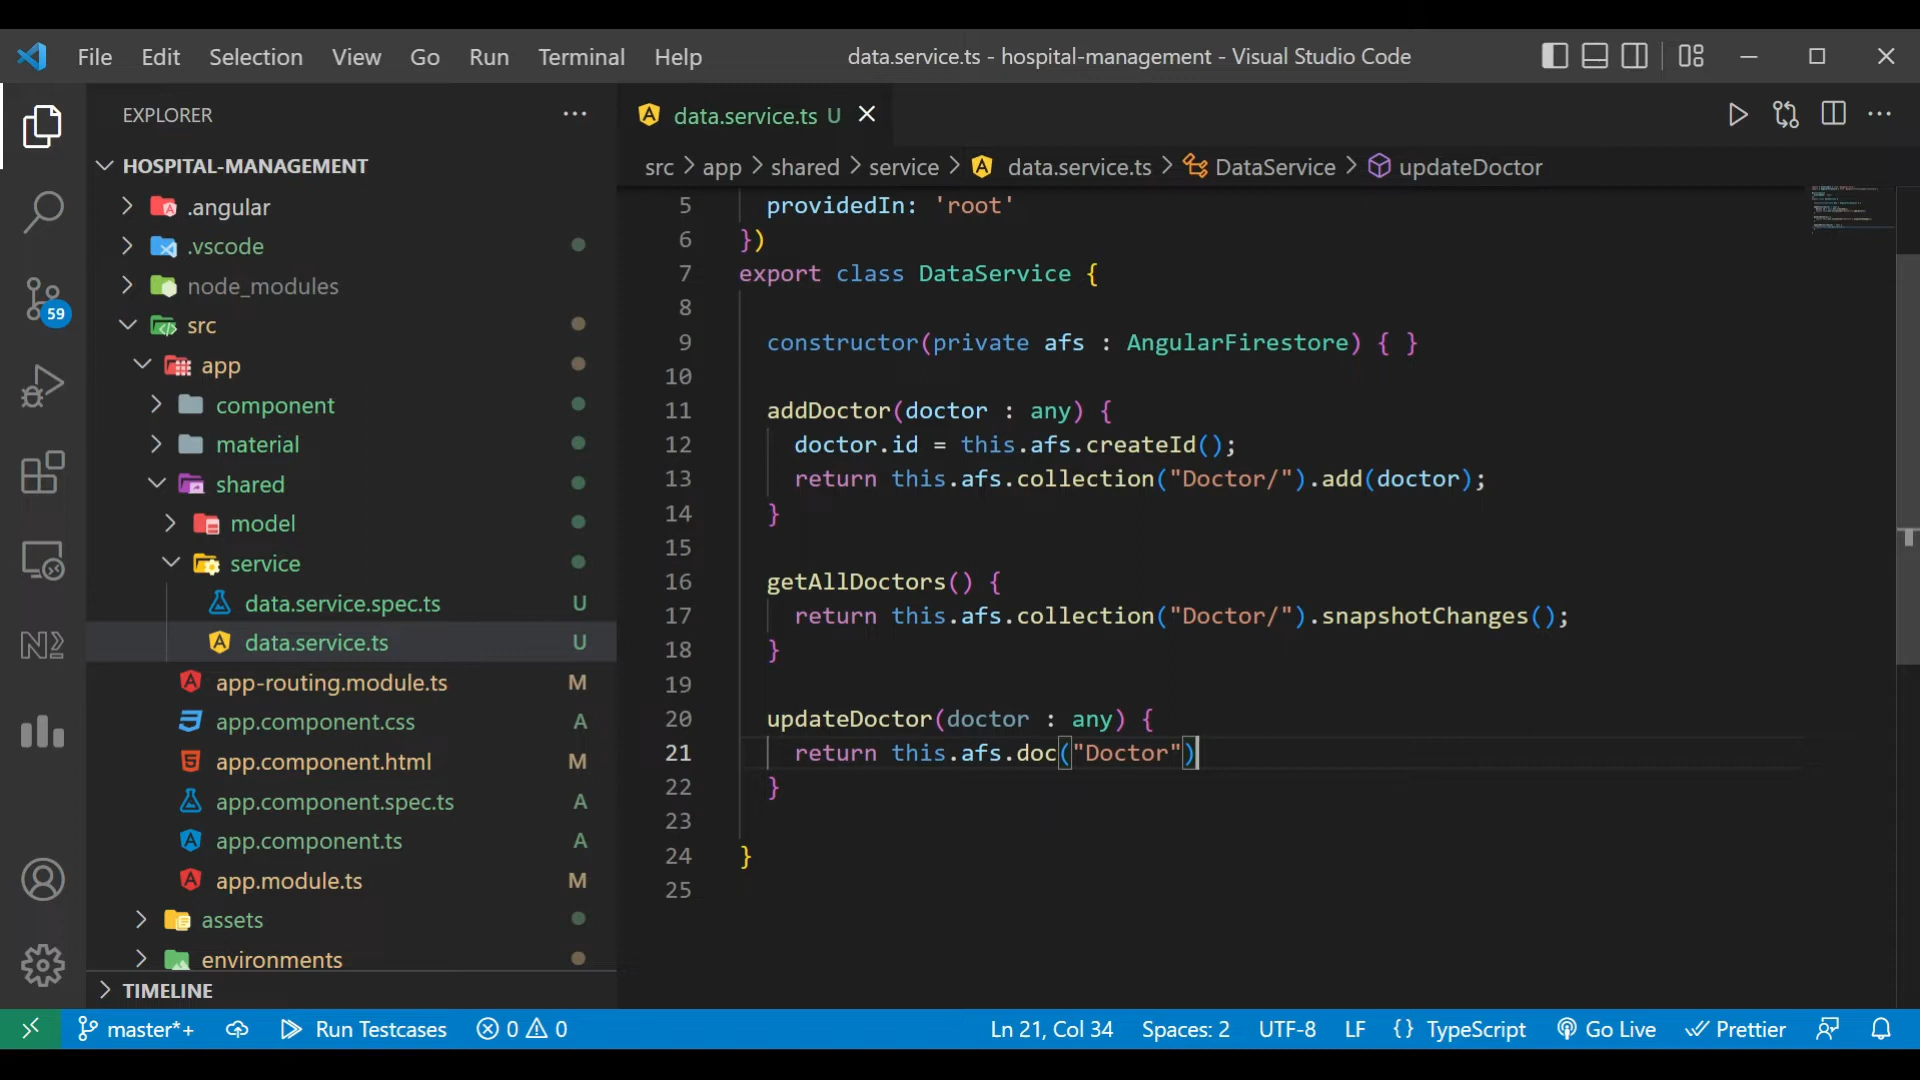 File Edit Selection View Go Run Terminal Help data.service.ts - hospital-management - Visual Studio Code
EXPLORER
HOSPITAL-MANAGEMENT
.angular
.vscode
node_modules
src
app
component
material
shared
model
service
data.service.spec.ts U
data.service.ts U
app-routing.module.ts M
app.component.css A
app.component.html M
app.component.spec.ts A
app.component.ts A
app.module.ts M
assets
environments
TIMELINE
59
data.service.ts U
src > app > shared > service > data.service.ts > DataService > updateDoctor
5 providedIn: 'root'
6 })
7 export class DataService {
8
9 constructor(private afs : AngularFirestore) { }
10
11 addDoctor(doctor : any) {
12 doctor.id = this.afs.createId();
13 return this.afs.collection("Doctor/").add(doctor);
14 }
15
16 getAllDoctors() {
17 return this.afs.collection("Doctor/").snapshotChanges();
18 }
19
20 updateDoctor(doctor : any) {
21 return this.afs.doc("Doctor")
22 }
23
24 }
25
master*+ Run Testcases 0 0 Ln 21, Col 34 Spaces: 2 UTF-8 LF {} TypeScript Go Live Prettier